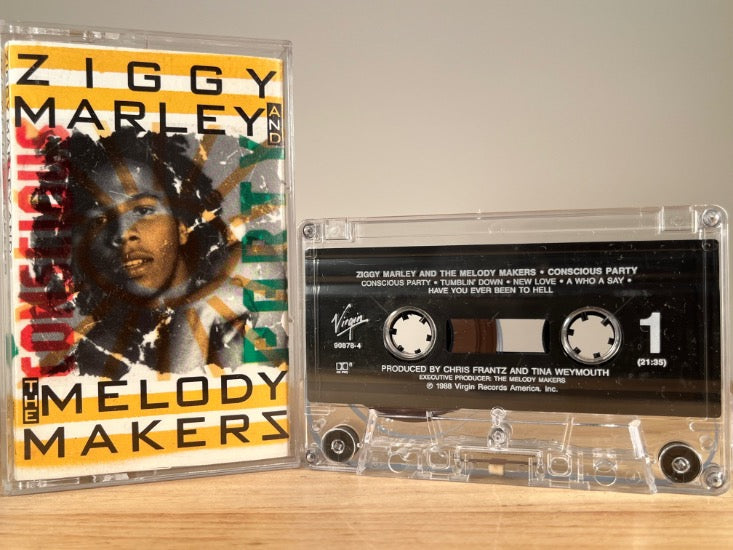 ZIGGY
MARLEY
AND
CONSCIOUS
PARTY
THE
MELODY
MAKERS
ZIGGY MARLEY AND THE MELODY MAKERS • CONSCIOUS PARTY
CONSCIOUS PARTY • TUMBLIN' DOWN • NEW LOVE • A WHO A SAY •
HAVE YOU EVER BEEN TO HELL
Virgin
90878-4
1
(21:35)
PRODUCED BY CHRIS FRANTZ AND TINA WEYMOUTH
EXECUTIVE PRODUCER: THE MELODY MAKERS
© 1988 Virgin Records America, Inc.